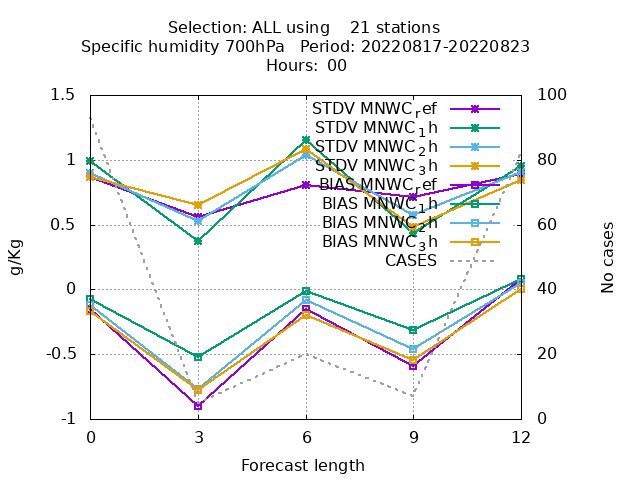 Selection: ALL using    21 stations
Specific humidity 700hPa   Period: 20220817-20220823
Hours: 00
1.5
1
0.5
0
-0.5
-1
g/Kg
STDV MNWC_ref
STDV MNWC_1h
STDV MNWC_2h
STDV MNWC_3h
BIAS MNWC_ref
BIAS MNWC_1h
BIAS MNWC_2h
BIAS MNWC_3h
CASES
100
80
60
40
20
0
No cases
0 3 6 9 12
Forecast length